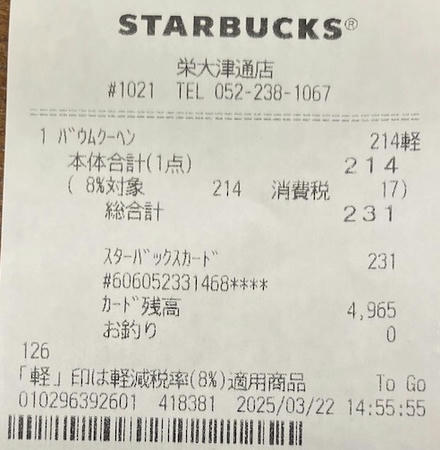 STARBUCKS®
栄大津通店
#1021 TEL 052-238-1067
1 ﾊﾞｳﾑｸｰﾍﾝ 214軽
本体合計(1点) 214
( 8%対象 214 消費税 17)
総合計 231
ｽﾀｰﾊﾞｯｸｽｶｰﾄﾞ 231
#606052331468****
ｶｰﾄﾞ残高 4,965
お釣り 0
126
「軽」印は軽減税率(8%)適用商品 To Go
010296392601 418381 2025/03/22 14:55:55